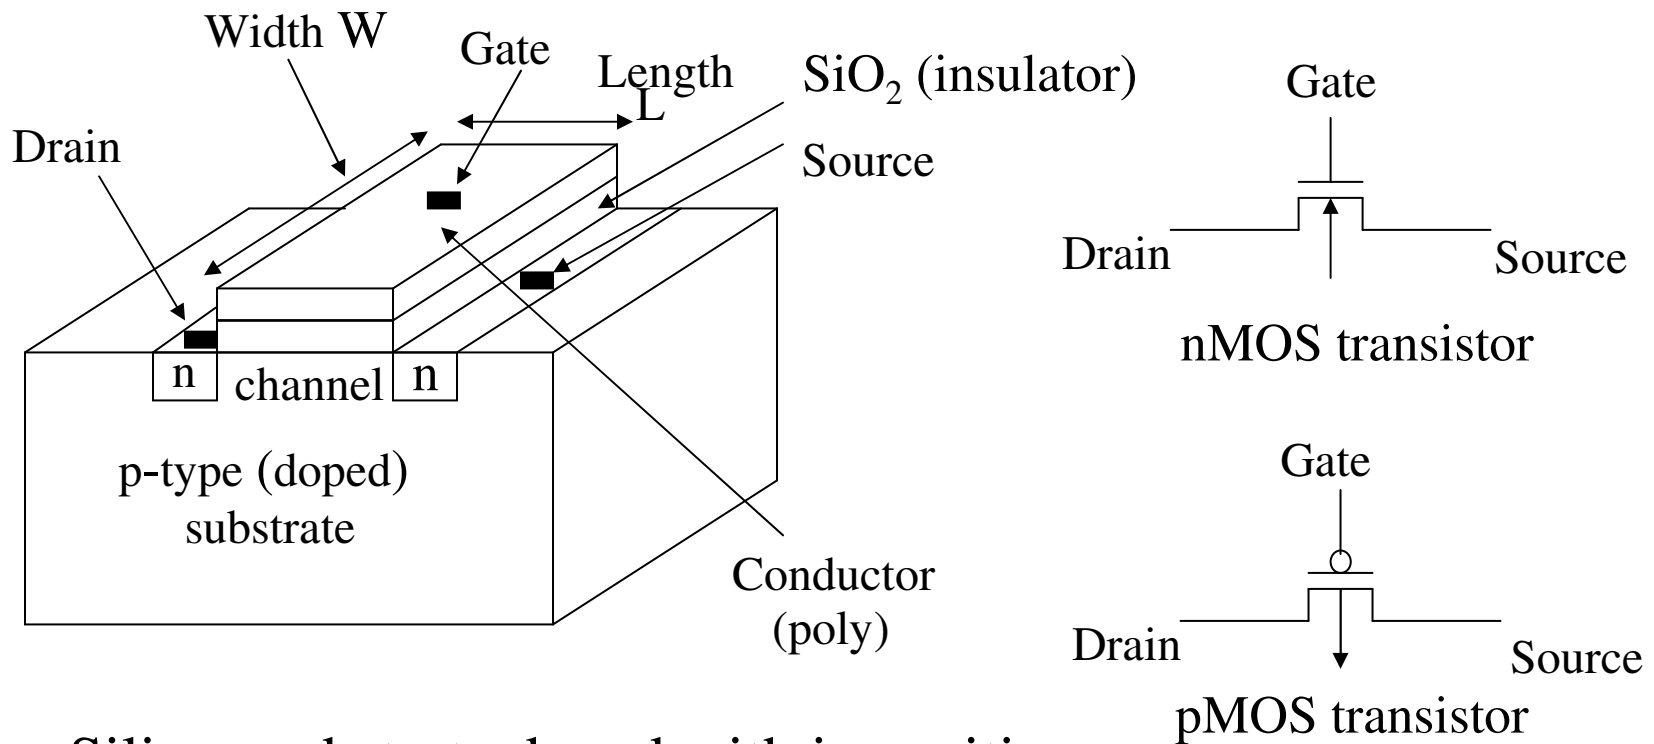 Width W
Gate
Length
L
SiO₂ (insulator)
Source
Drain
n
channel
n
p-type (doped)
substrate
Conductor
(poly)
Gate
Drain
Source
nMOS transistor
Gate
Drain
Source
pMOS transistor